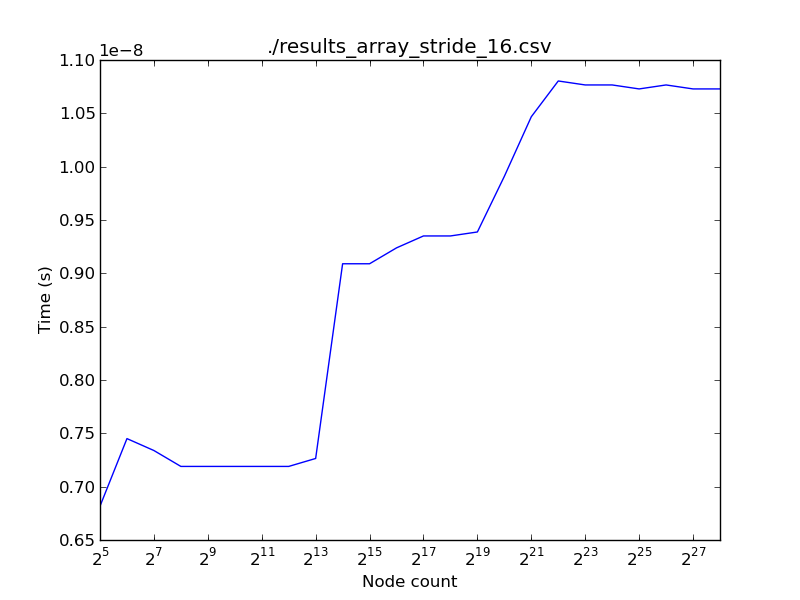 ./results_array_stride_16.csv
1e−8
1.10
1.05
1.00
0.95
0.90
0.85
0.80
0.75
0.70
0.65
Time (s)
2^5 2^7 2^9 2^11 2^13 2^15 2^17 2^19 2^21 2^23 2^25 2^27
Node count